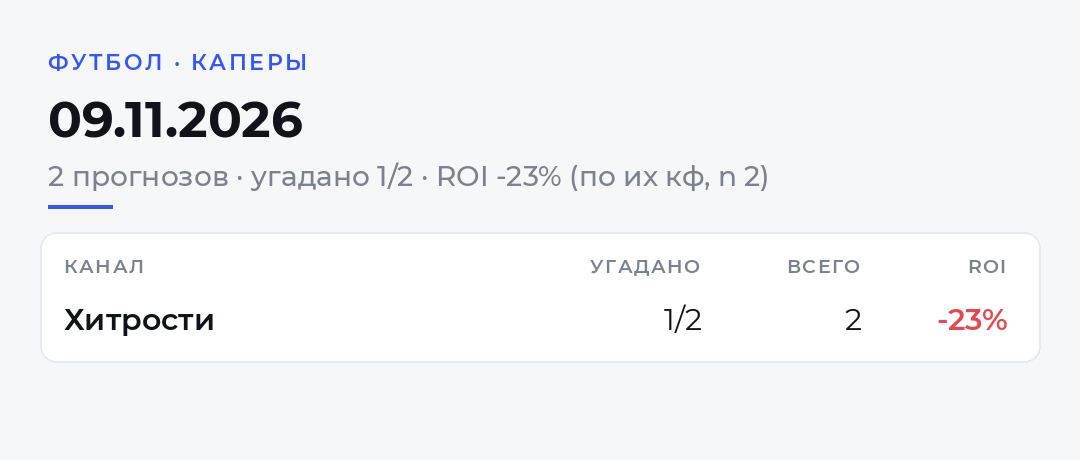 ФУТБОЛ · КАПЕРЫ
09.11.2026
2 прогнозов · угадано 1/2 · ROI -23% (по их кф, n 2)
КАНАЛ УГАДАНО ВСЕГО ROI
Хитрости 1/2 2 -23%